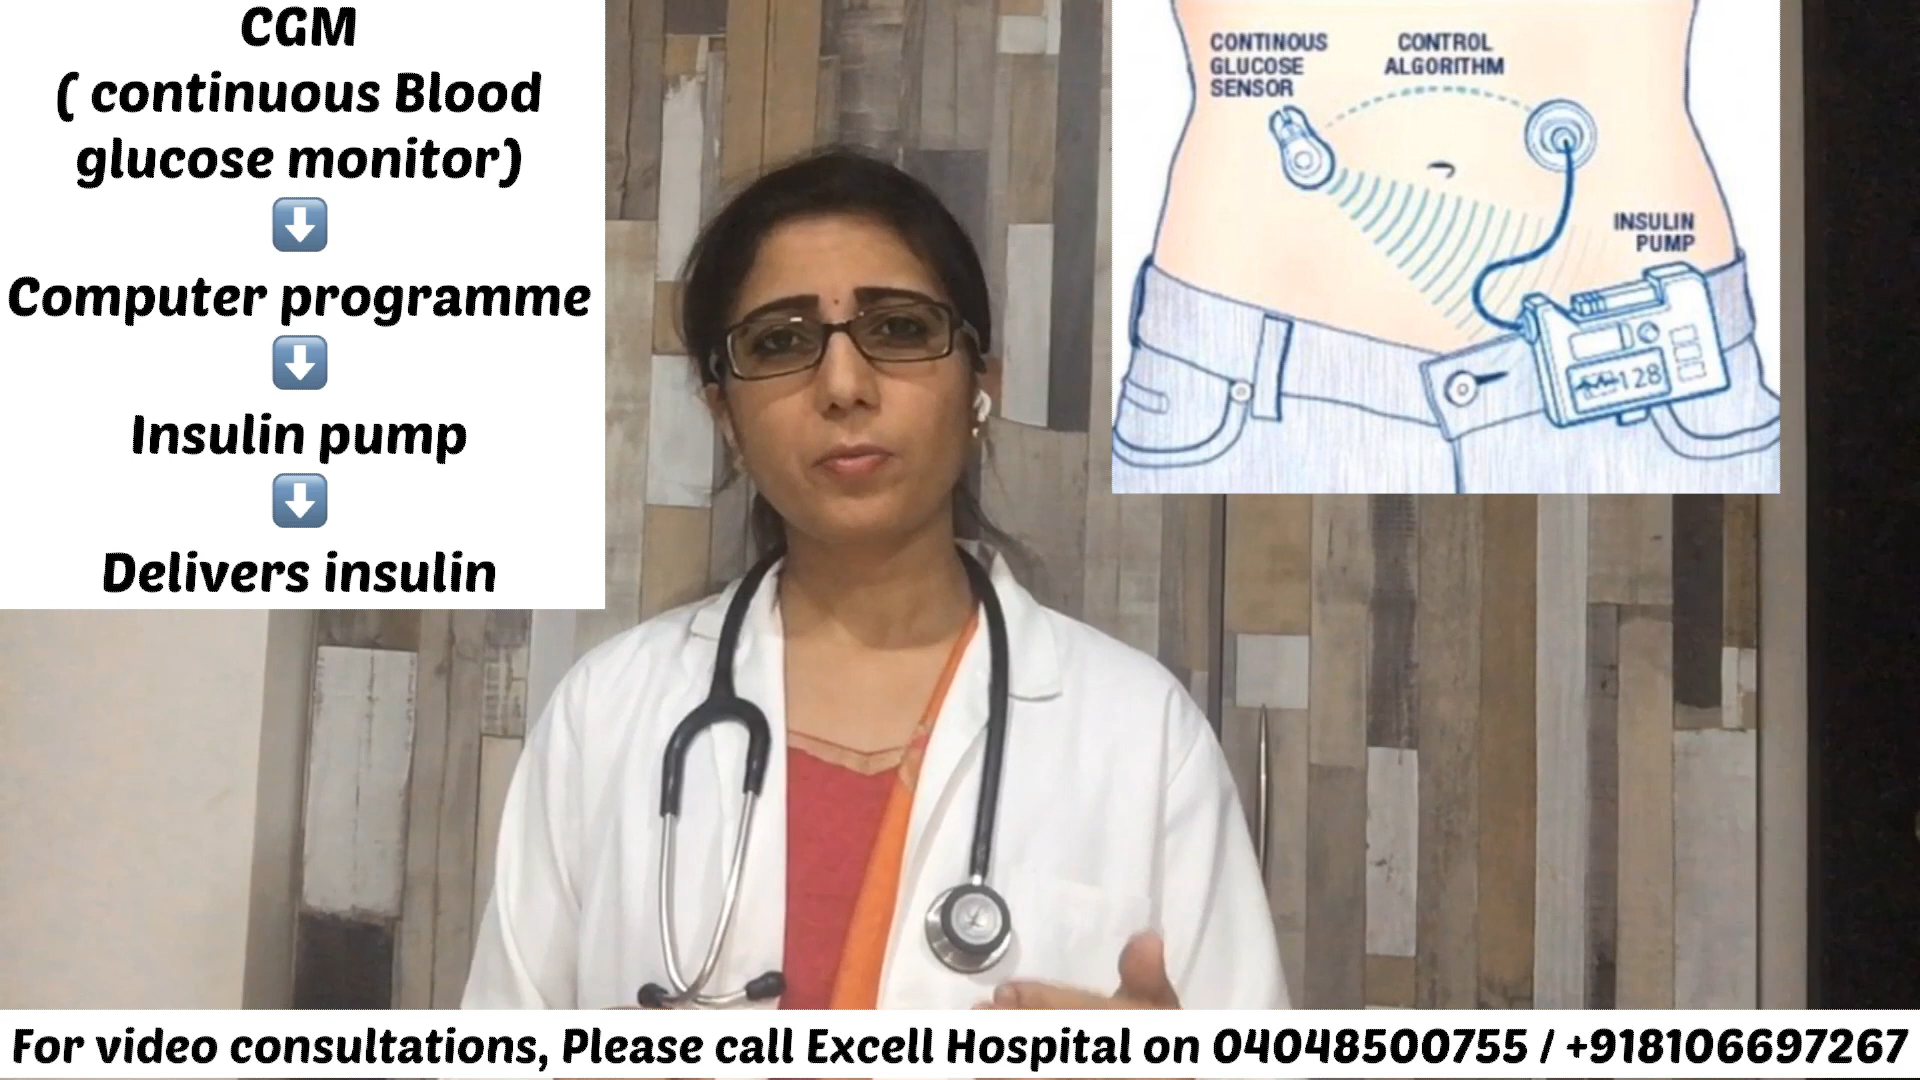 CGM
( continuous Blood
glucose monitor)
Computer programme
Insulin pump
Delivers insulin
CONTINOUS
GLUCOSE
SENSOR
CONTROL
ALGORITHM
INSULIN
PUMP
128
For video consultations, Please call Excell Hospital on 04048500755 / +918106697267